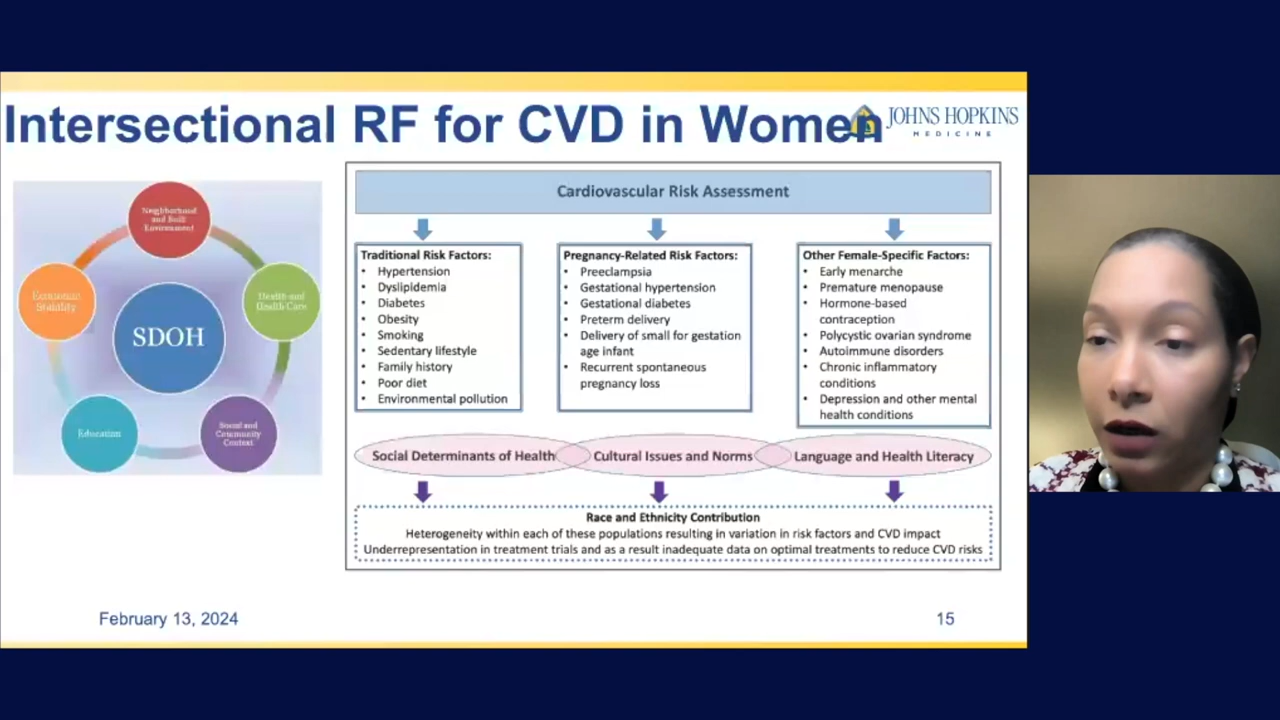 Intersectional RF for CVD in Women
JOHNS HOPKINS
MEDICINE
Neighborhood
and Built
Environment
Economic
Stability
Health and
Health Care
SDOH
Education
Social and
Community
Context
Cardiovascular Risk Assessment
Traditional Risk Factors:
• Hypertension
• Dyslipidemia
• Diabetes
• Obesity
• Smoking
• Sedentary lifestyle
• Family history
• Poor diet
• Environmental pollution
Pregnancy-Related Risk Factors:
• Preeclampsia
• Gestational hypertension
• Gestational diabetes
• Preterm delivery
• Delivery of small for gestation
age infant
• Recurrent spontaneous
pregnancy loss
Other Female-Specific Factors:
• Early menarche
• Premature menopause
• Hormone-based
contraception
• Polycystic ovarian syndrome
• Autoimmune disorders
• Chronic inflammatory
conditions
• Depression and other mental
health conditions
Social Determinants of Health
Cultural Issues and Norms
Language and Health Literacy
Race and Ethnicity Contribution
Heterogeneity within each of these populations resulting in variation in risk factors and CVD impact
Underrepresentation in treatment trials and as a result inadequate data on optimal treatments to reduce CVD risks
February 13, 2024
15